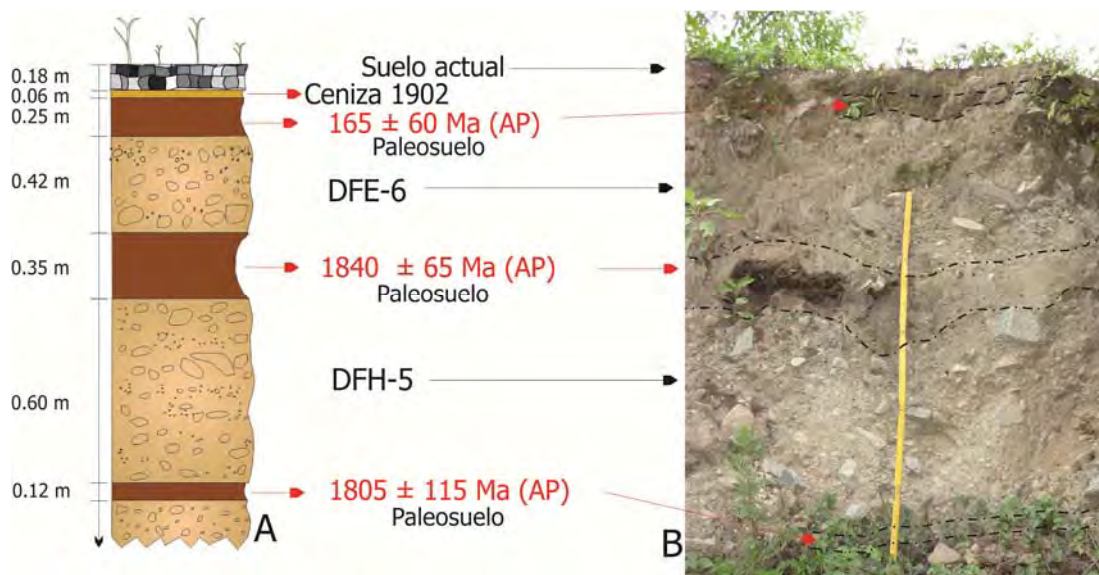 0.18 m
0.06 m
0.25 m
0.42 m
0.35 m
0.60 m
0.12 m
A
Suelo actual
Ceniza 1902
165 ± 60 Ma (AP)
Paleosuelo
DFE-6
1840 ± 65 Ma (AP)
Paleosuelo
DFH-5
1805 ± 115 Ma (AP)
Paleosuelo
B